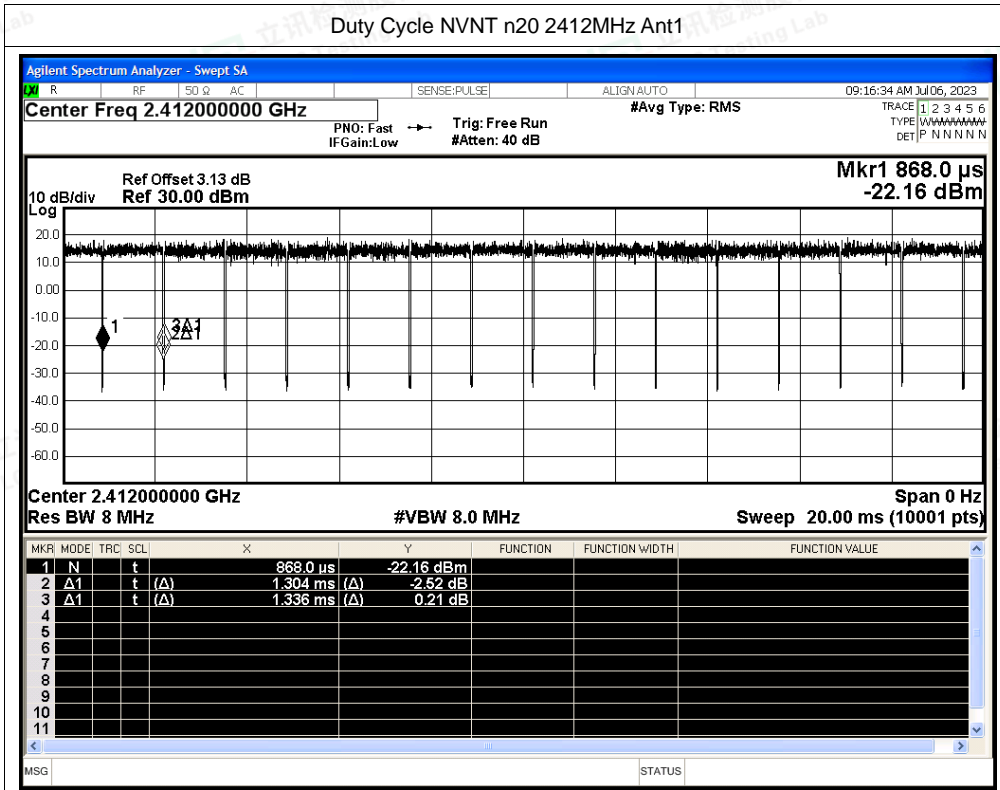 Duty Cycle NVNT n20 2412MHz Ant1
Agilent Spectrum Analyzer - Swept SA
LXI R RF 50 Ω AC SENSE:PULSE ALIGN AUTO 09:16:34 AM Jul 06, 2023
Center Freq 2.412000000 GHz #Avg Type: RMS TRACE 1 2 3 4 5 6
PNO: Fast Trig: Free Run TYPE WWWWWW
IFGain:Low #Atten: 40 dB DET P N N N N N
Mkr1 868.0 µs
Ref Offset 3.13 dB -22.16 dBm
10 dB/div Ref 30.00 dBm
Log
20.0
10.0
0.00
-10.0
1 3Δ1
2Δ1
-20.0
-30.0
-40.0
-50.0
-60.0
Center 2.412000000 GHz Span 0 Hz
Res BW 8 MHz #VBW 8.0 MHz Sweep 20.00 ms (10001 pts)
MKR MODE TRC SCL X Y FUNCTION FUNCTION WIDTH FUNCTION VALUE
1 N t 868.0 µs -22.16 dBm
2 Δ1 t (Δ) 1.304 ms (Δ) -2.52 dB
3 Δ1 t (Δ) 1.336 ms (Δ) 0.21 dB
4
5
6
7
8
9
10
11
MSG STATUS